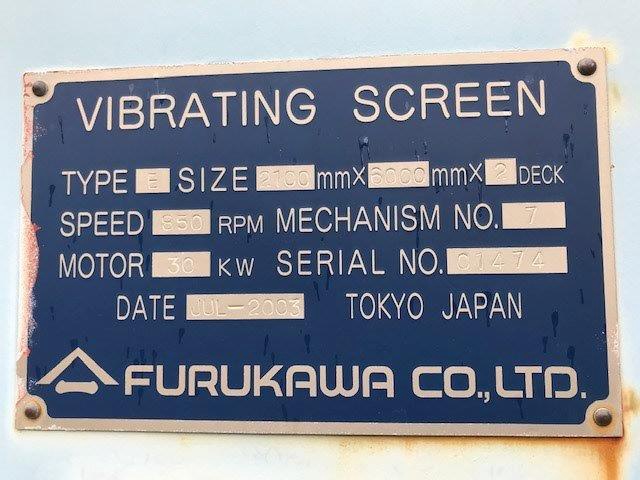 VIBRATING SCREEN
TYPE E SIZE 2100 mm X 6000 mm X 2 DECK
SPEED 850 RPM MECHANISM NO. 7
MOTOR 30 KW SERIAL NO. C1474
DATE JUL-2003 TOKYO JAPAN
FURUKAWA CO., LTD.